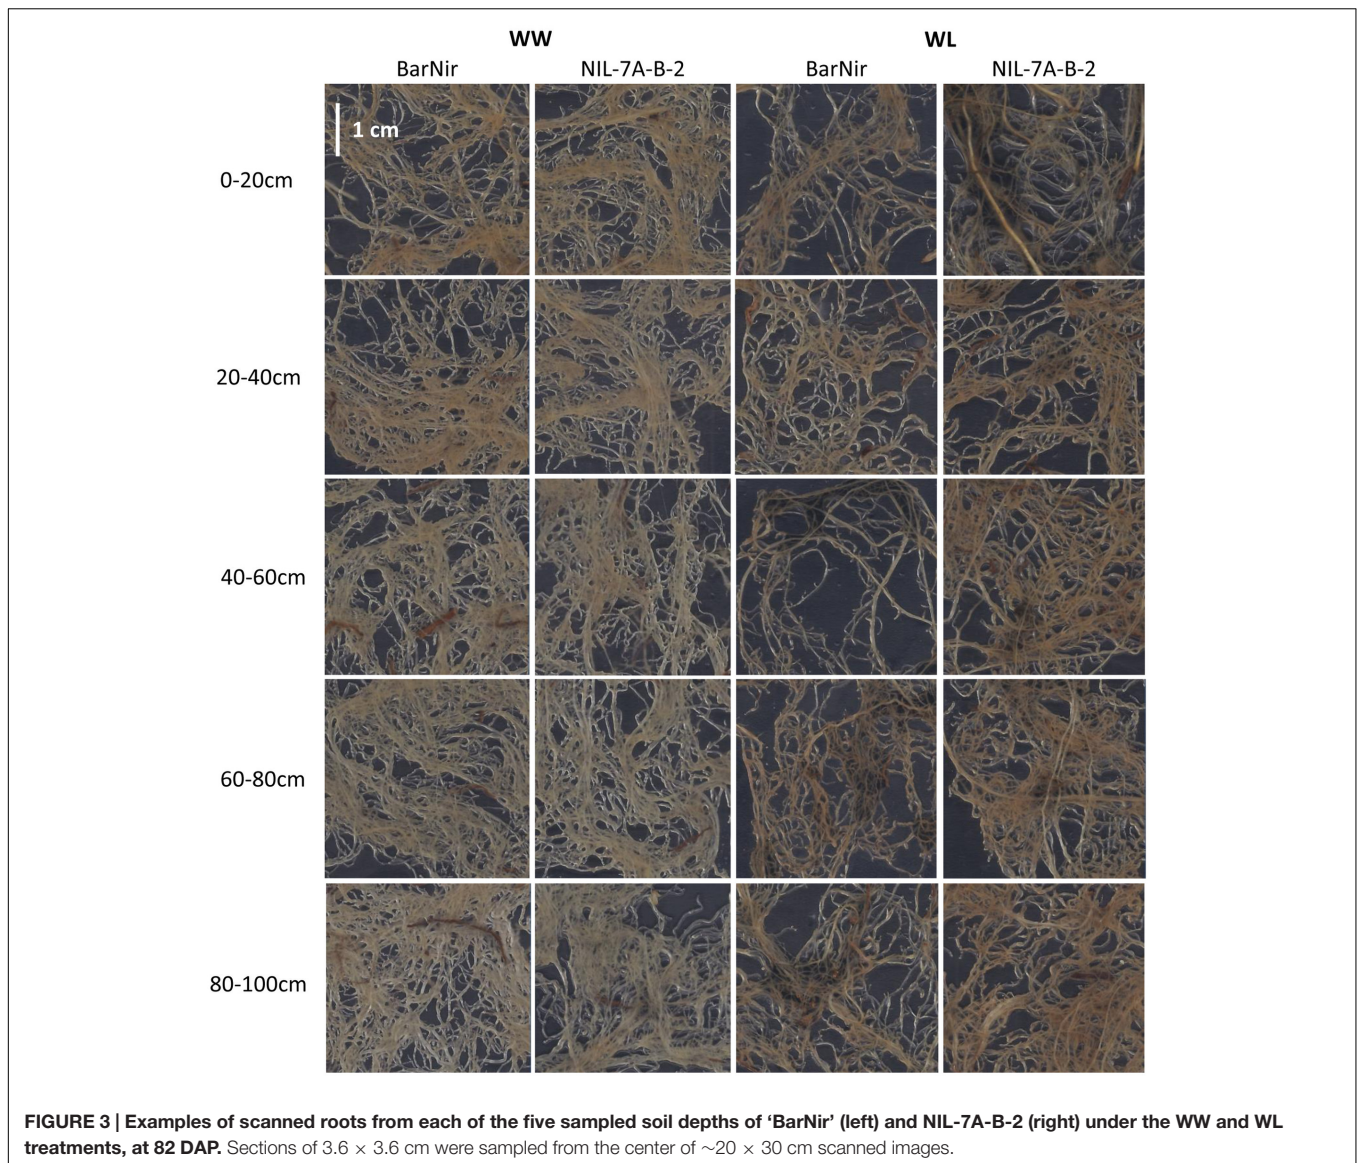 WW WL
BarNir NIL-7A-B-2 BarNir NIL-7A-B-2
1 cm
0-20cm
20-40cm
40-60cm
60-80cm
80-100cm
FIGURE 3 | Examples of scanned roots from each of the five sampled soil depths of ‘BarNir’ (left) and NIL-7A-B-2 (right) under the WW and WL
treatments, at 82 DAP. Sections of 3.6 × 3.6 cm were sampled from the center of ∼20 × 30 cm scanned images.